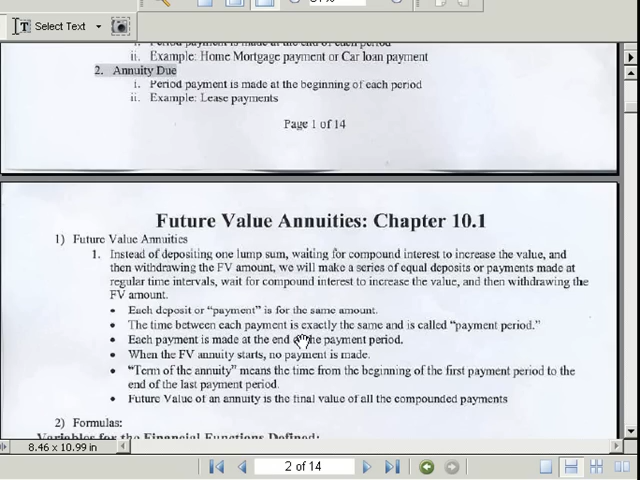 Select Text
i. Period payment is made at the end of each period
ii. Example: Home Mortgage payment or Car loan payment
2. Annuity Due
i. Period payment is made at the beginning of each period
ii. Example: Lease payments
Page 1 of 14
Future Value Annuities: Chapter 10.1
1) Future Value Annuities
1. Instead of depositing one lump sum, waiting for compound interest to increase the value, and
then withdrawing the FV amount, we will make a series of equal deposits or payments made at
regular time intervals, wait for compound interest to increase the value, and then withdrawing the
FV amount.
• Each deposit or "payment" is for the same amount.
• The time between each payment is exactly the same and is called "payment period."
• Each payment is made at the end of the payment period.
• When the FV annuity starts, no payment is made.
• "Term of the annuity" means the time from the beginning of the first payment period to the
end of the last payment period.
• Future Value of an annuity is the final value of all the compounded payments
2) Formulas:
Variables for the Financial Functions Defined:
8.46 x 10.99 in
2 of 14